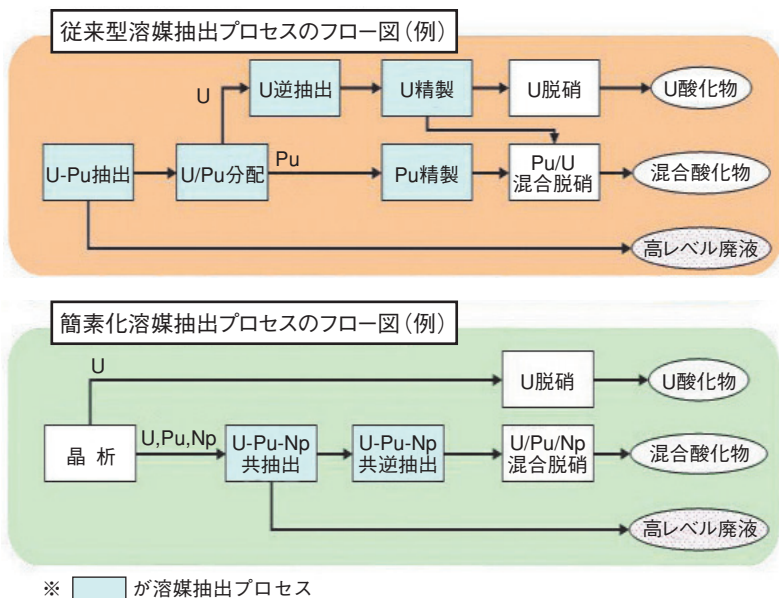 従来型溶媒抽出プロセスのフロー図(例)
U
U逆抽出
U精製
U脱硝
U酸化物
U-Pu抽出
U/Pu分配
Pu
Pu精製
Pu/U
混合脱硝
混合酸化物
高レベル廃液
簡素化溶媒抽出プロセスのフロー図(例)
U
U脱硝
U酸化物
晶 析
U,Pu,Np
U-Pu-Np
共抽出
U-Pu-Np
共逆抽出
U/Pu/Np
混合脱硝
混合酸化物
高レベル廃液
※ が溶媒抽出プロセス